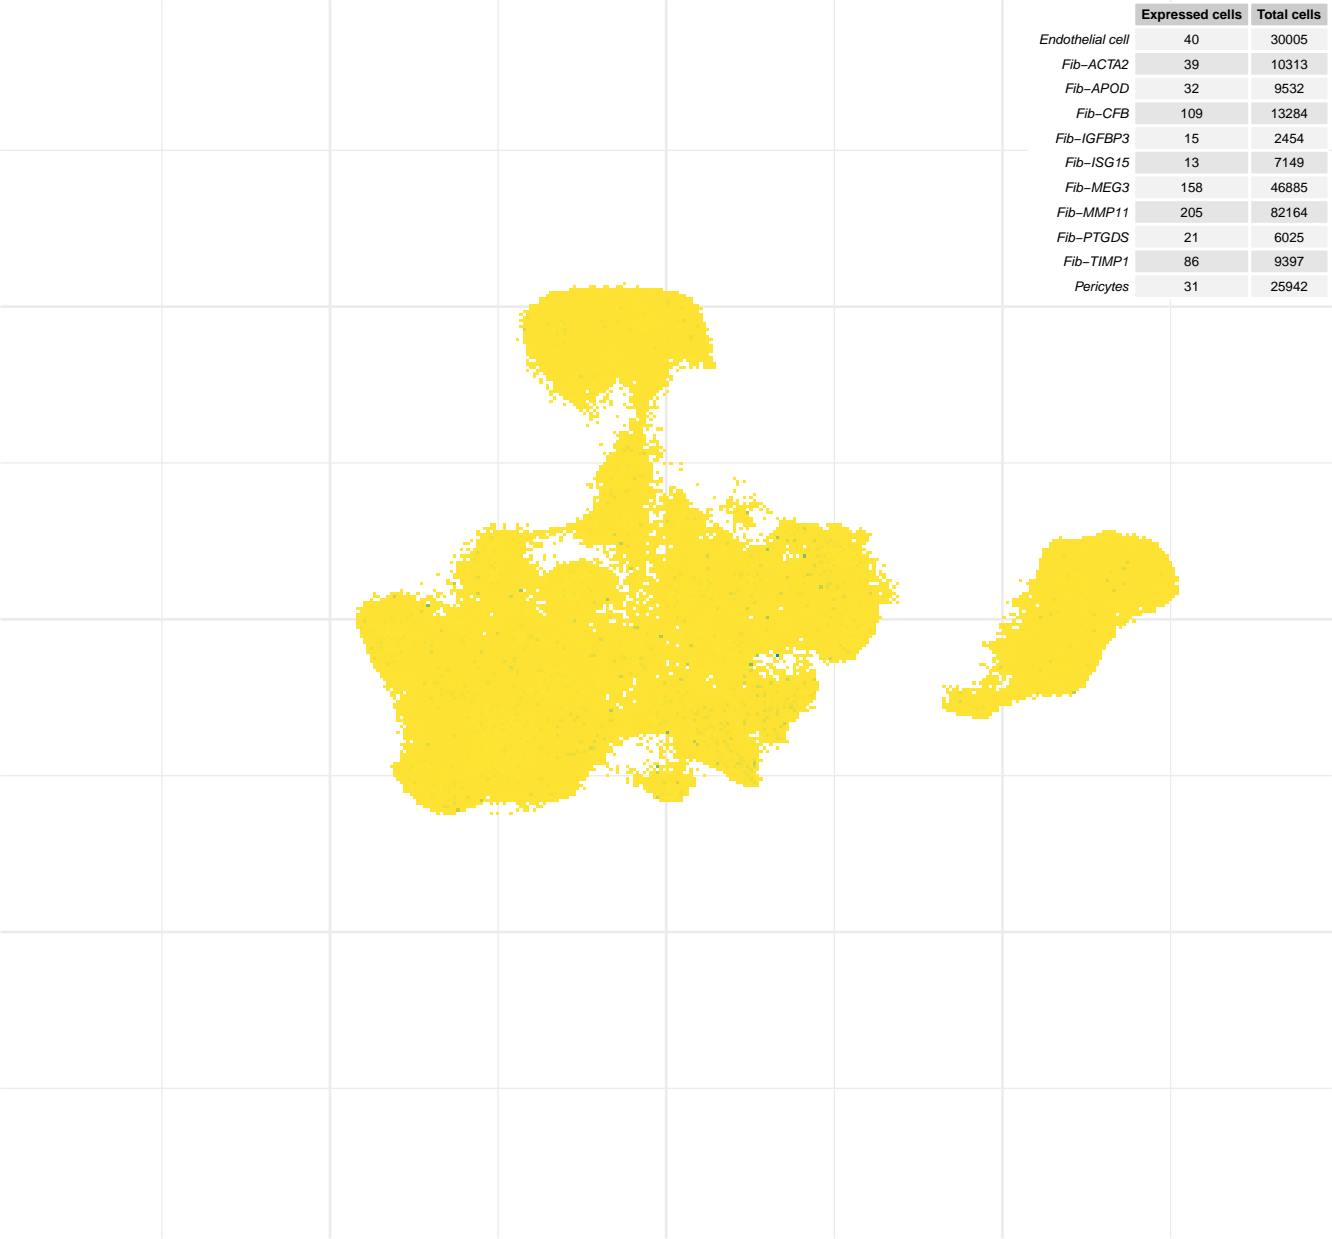 Expressed cells Total cells
Endothelial cell 40 30005
Fib−ACTA2 39 10313
Fib−APOD 32 9532
Fib−CFB 109 13284
Fib−IGFBP3 15 2454
Fib−ISG15 13 7149
Fib−MEG3 158 46885
Fib−MMP11 205 82164
Fib−PTGDS 21 6025
Fib−TIMP1 86 9397
Pericytes 31 25942